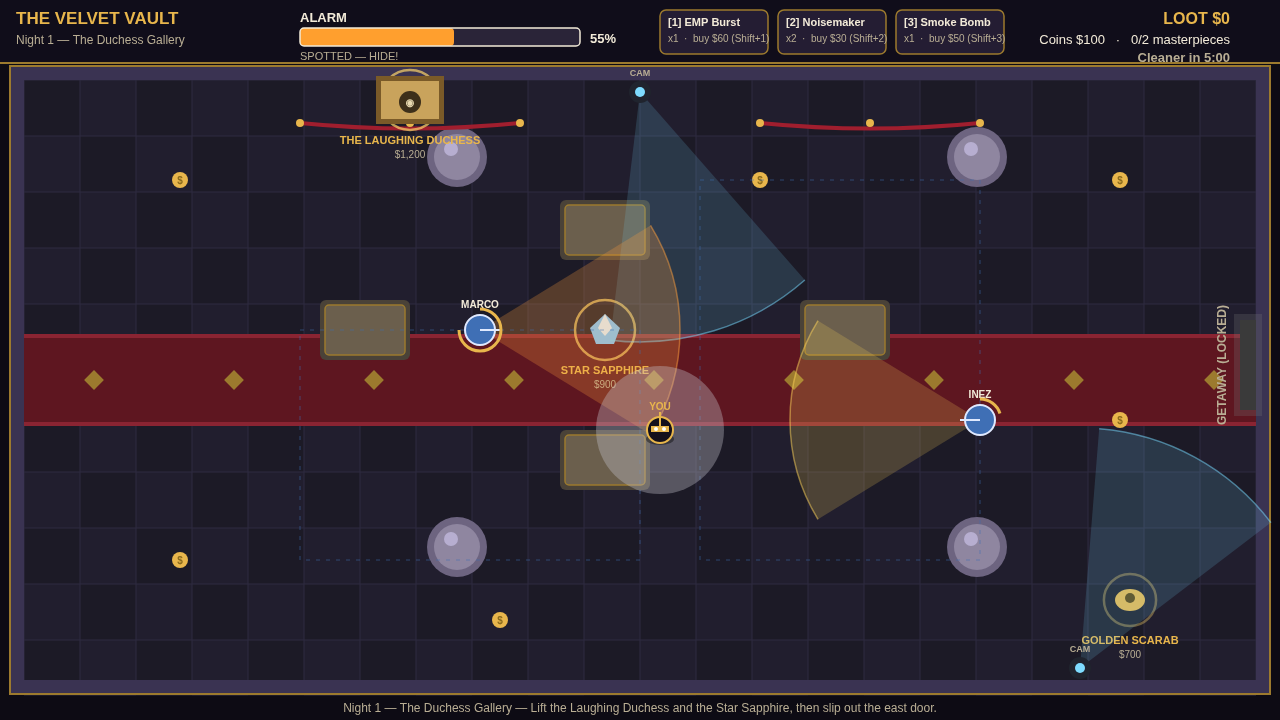 THE VELVET VAULT
Night 1 — The Duchess Gallery
ALARM
55%
SPOTTED — HIDE!
[1] EMP Burst
x1 · buy $60 (Shift+1)
[2] Noisemaker
x2 · buy $30 (Shift+2)
[3] Smoke Bomb
x1 · buy $50 (Shift+3)
LOOT $0
Coins $100 · 0/2 masterpieces
Cleaner in 5:00
CAM
THE LAUGHING DUCHESS
$1,200
$
$
$
MARCO
STAR SAPPHIRE
$900
YOU
INEZ
GETAWAY (LOCKED)
$
$
$
GOLDEN SCARAB
CAM
$700
Night 1 — The Duchess Gallery — Lift the Laughing Duchess and the Star Sapphire, then slip out the east door.